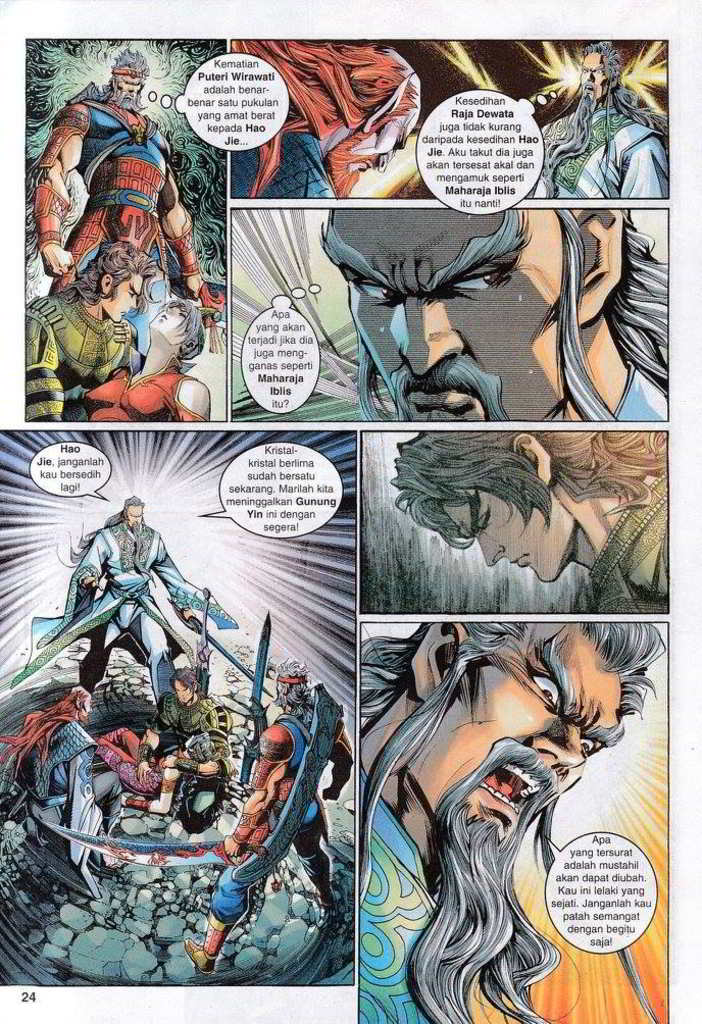 Kematian
Puteri Wirawati
adalah benar-
benar satu pukulan
yang amat berat
kepada Hao
Jie...
Kesedihan
Raja Dewata
juga tidak kurang
daripada kesedihan Hao
Jie. Aku takut dia juga
akan tersesat akal dan
mengamuk seperti
Maharaja Iblis
itu nanti!
Apa
yang akan
terjadi jika dia
juga meng-
ganas seperti
Maharaja
Iblis
itu?
Hao
Jie, janganlah
kau bersedih
lagi!
Kristal-
kristal berlima
sudah bersatu
sekarang. Marilah kita
meninggalkan Gunung
Yin ini dengan
segera!
Apa
yang tersurat
adalah mustahil
akan dapat diubah.
Kau ini lelaki yang
sejati. Janganlah kau
patah semangat
dengan begitu
saja!
24